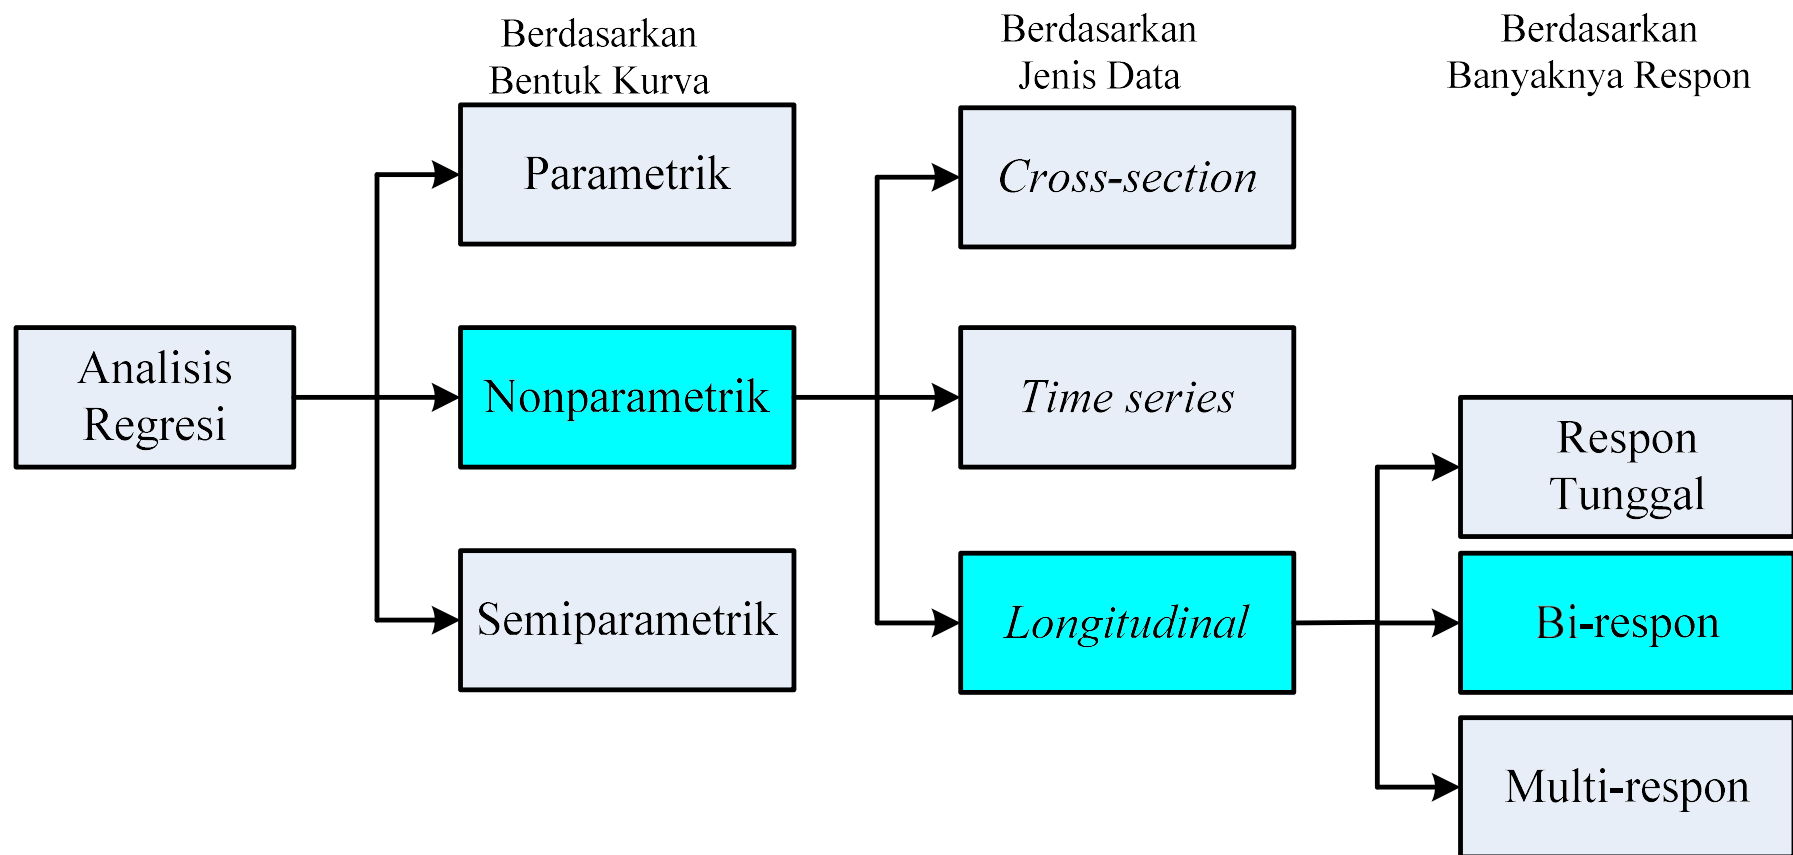 Berdasarkan
Bentuk Kurva
Berdasarkan
Jenis Data
Berdasarkan
Banyaknya Respon
Analisis
Regresi
Parametrik
Nonparametrik
Semiparametrik
Cross-section
Time series
Longitudinal
Respon
Tunggal
Bi-respon
Multi-respon